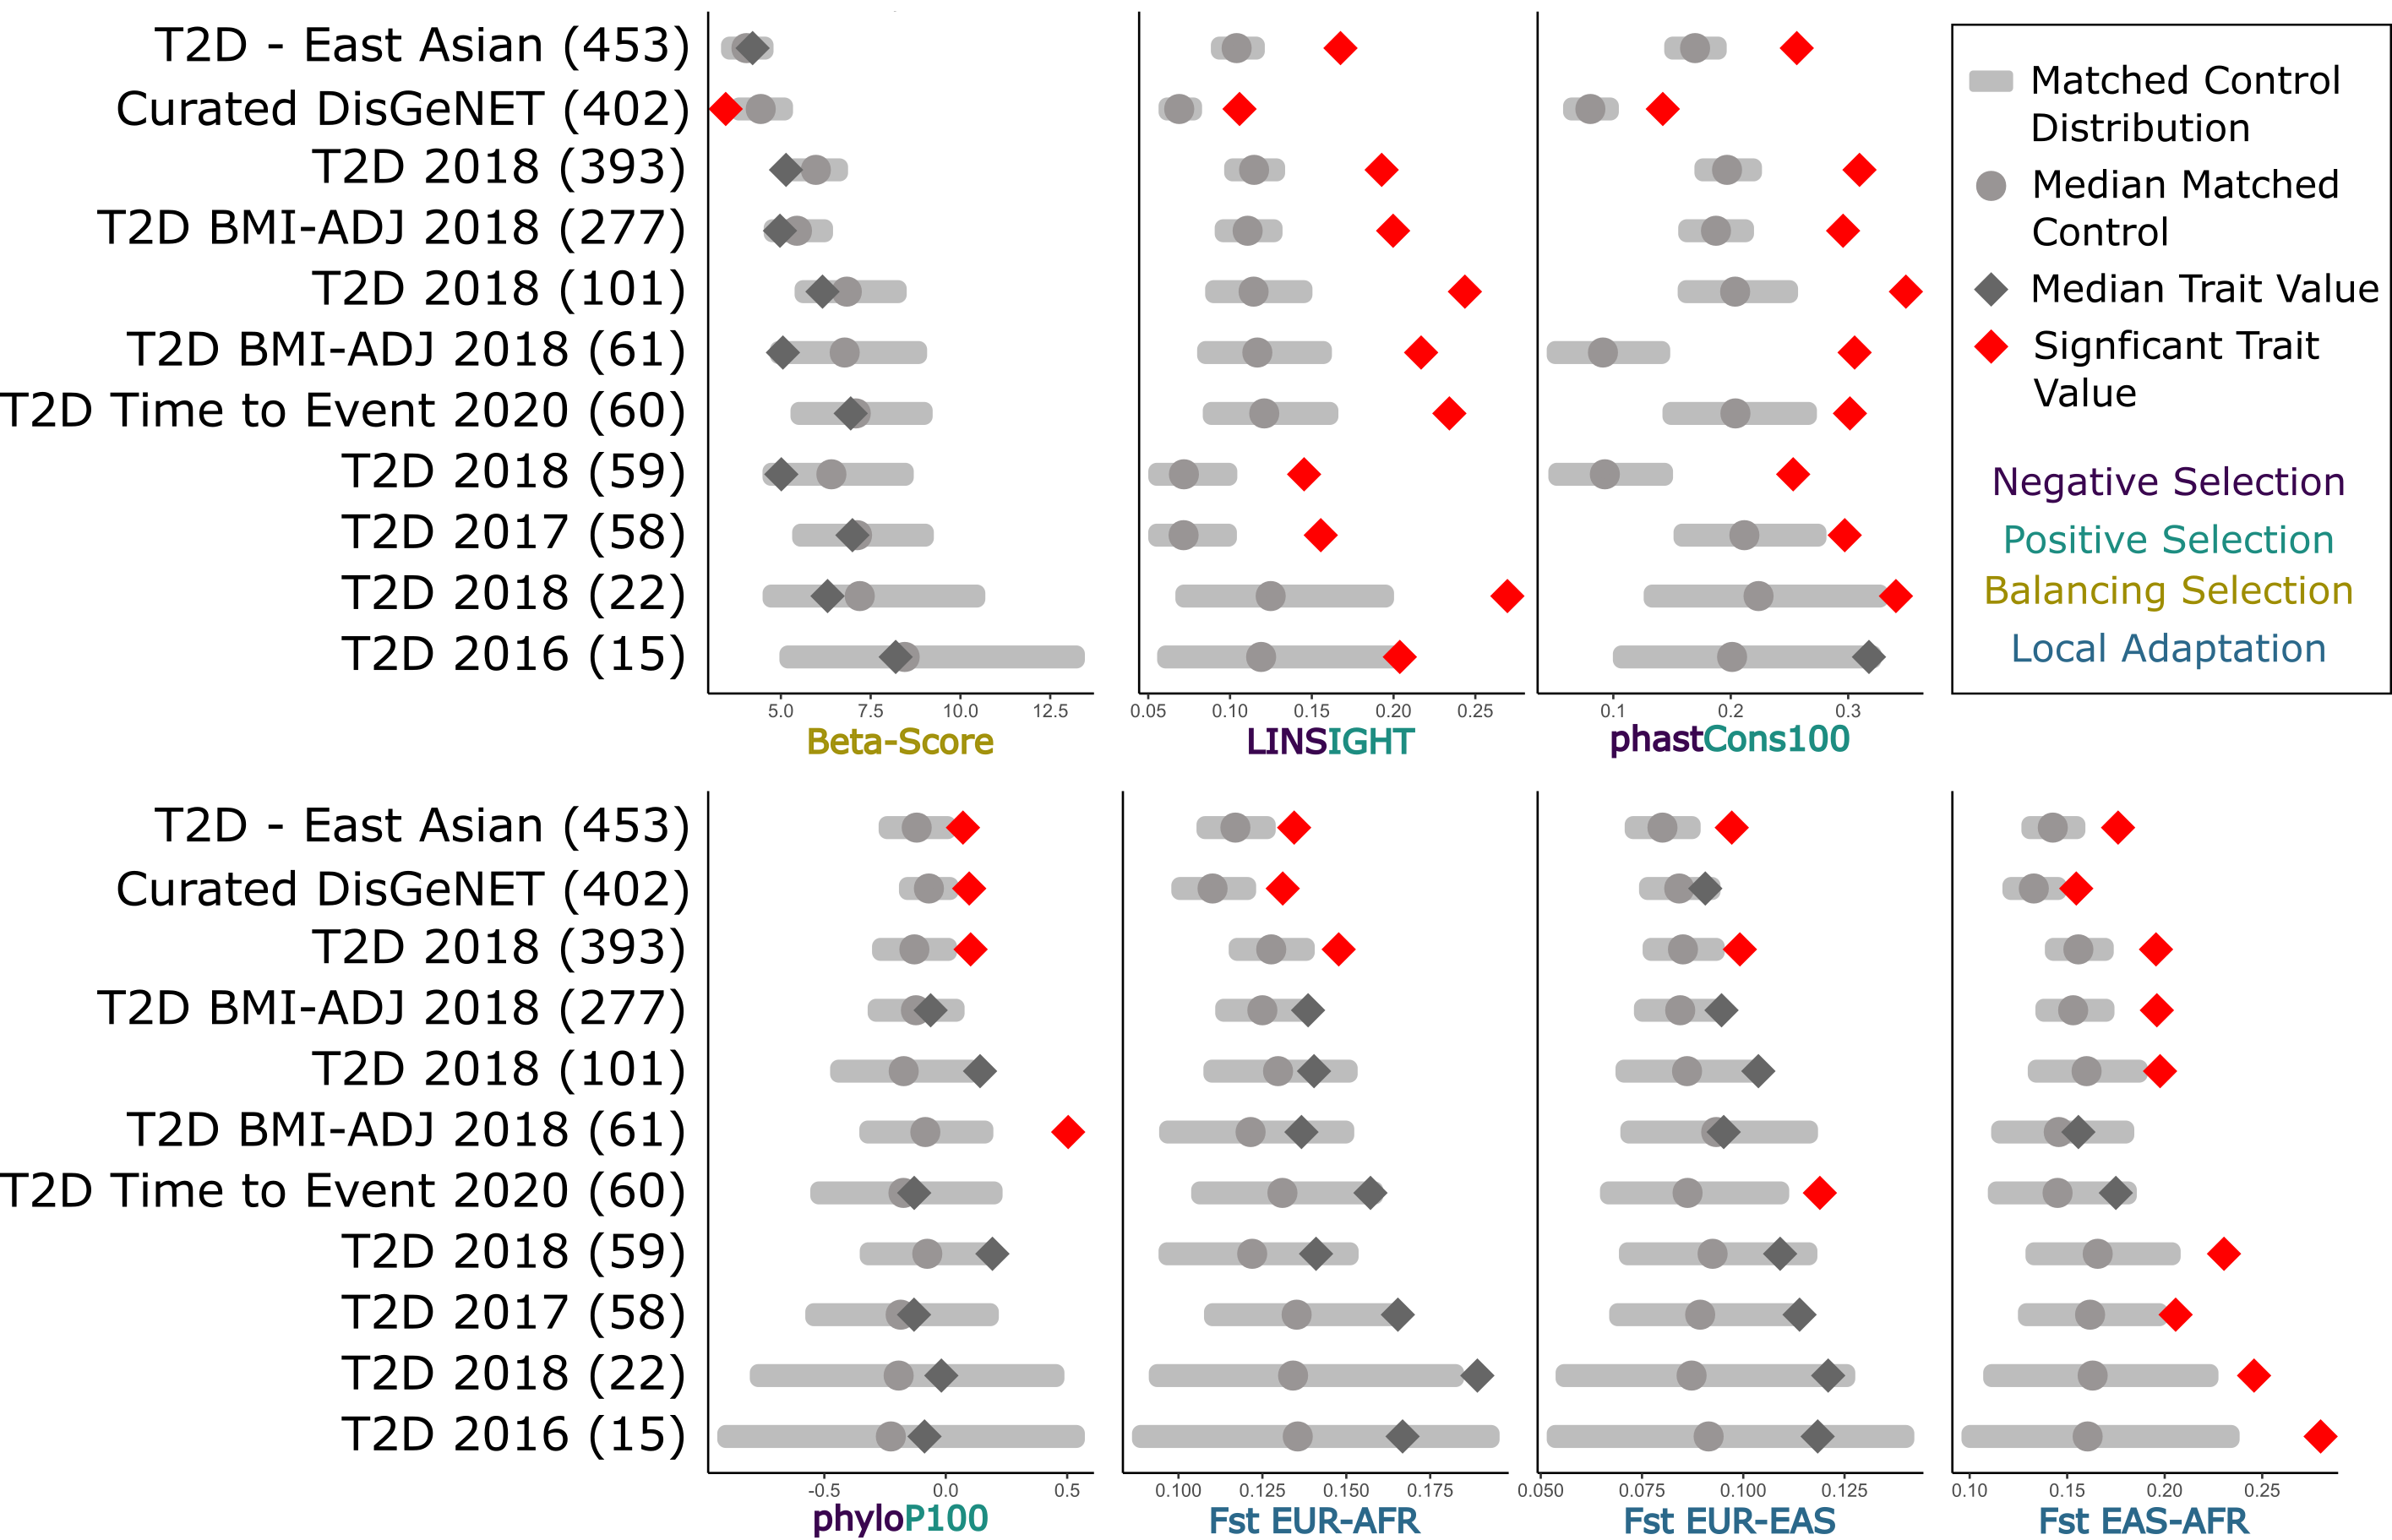 T2D - East Asian (453)
Curated DisGeNET (402)
T2D 2018 (393)
T2D BMI-ADJ 2018 (277)
T2D 2018 (101)
T2D BMI-ADJ 2018 (61)
T2D Time to Event 2020 (60)
T2D 2018 (59)
T2D 2017 (58)
T2D 2018 (22)
T2D 2016 (15)
5.0 7.5 10.0 12.5
Beta-Score
0.05 0.10 0.15 0.20 0.25
LINSIGHT
0.1 0.2 0.3
phastCons100
Matched Control
Distribution
Median Matched
Control
Median Trait Value
Signficant Trait
Value
Negative Selection
Positive Selection
Balancing Selection
Local Adaptation
T2D - East Asian (453)
Curated DisGeNET (402)
T2D 2018 (393)
T2D BMI-ADJ 2018 (277)
T2D 2018 (101)
T2D BMI-ADJ 2018 (61)
T2D Time to Event 2020 (60)
T2D 2018 (59)
T2D 2017 (58)
T2D 2018 (22)
T2D 2016 (15)
-0.5 0.0 0.5
phyloP100
0.100 0.125 0.150 0.175
Fst EUR-AFR
0.050 0.075 0.100 0.125
Fst EUR-EAS
0.10 0.15 0.20 0.25
Fst EAS-AFR